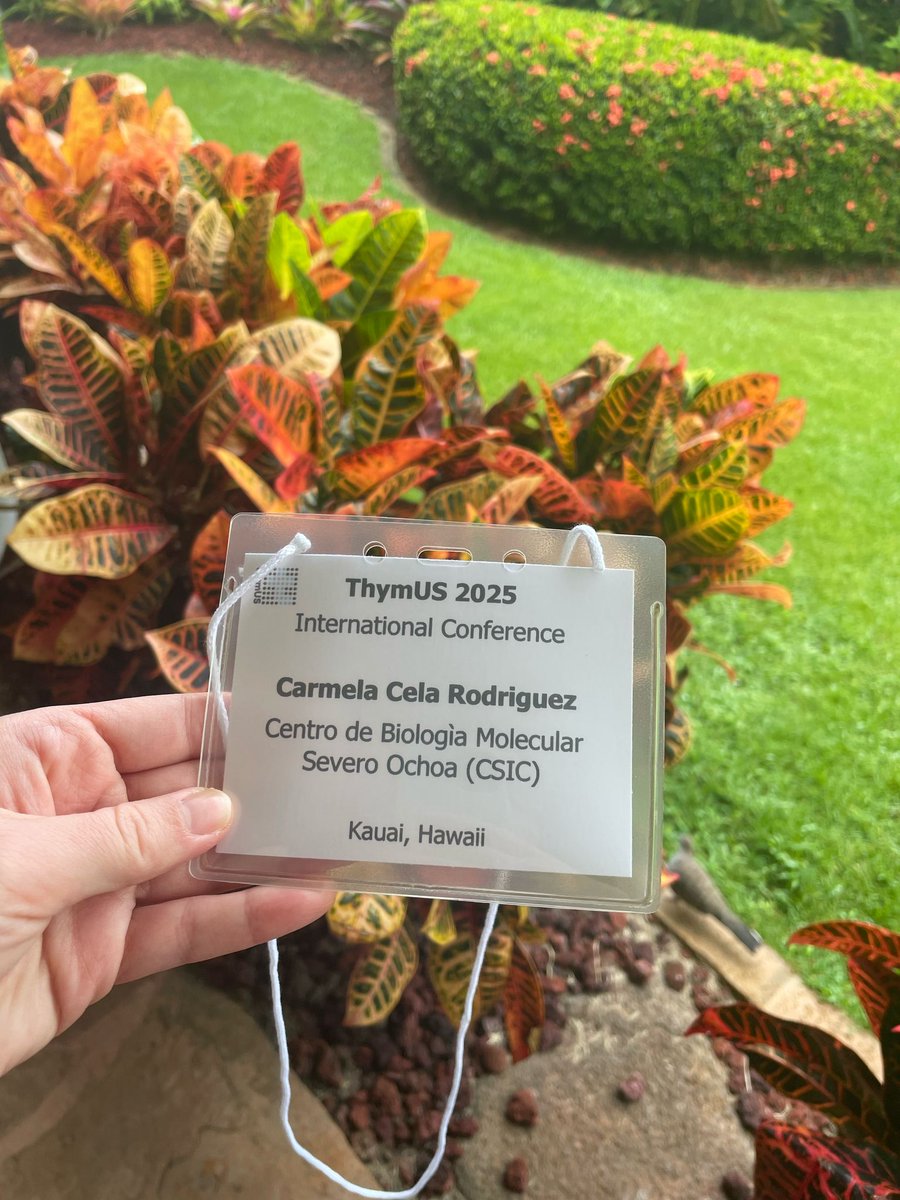 ThymUS 2025
International Conference
Carmela Cela Rodriguez
Centro de Biologìa Molecular
Severo Ochoa (CSIC)
Kauai, Hawaii